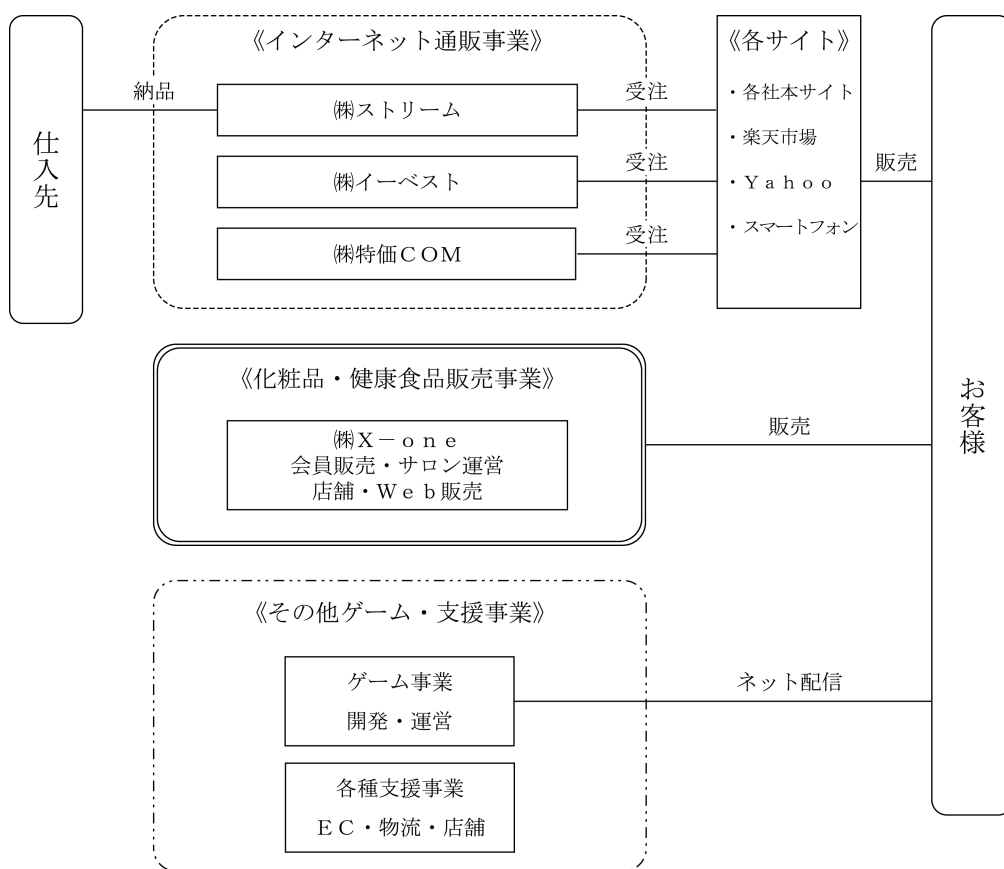 仕入先
納品
《インターネット通販事業》
㈱ストリーム
㈱イーベスト
㈱特価ＣＯＭ
受注
受注
受注
《各サイト》
・各社本サイト
・楽天市場
・Ｙａｈｏｏ
・スマートフォン
販売
お客様
《化粧品・健康食品販売事業》
㈱Ｘ－ｏｎｅ
会員販売・サロン運営
店舗・Ｗｅｂ販売
販売
《その他ゲーム・支援事業》
ゲーム事業
開発・運営
ネット配信
各種支援事業
ＥＣ・物流・店舗